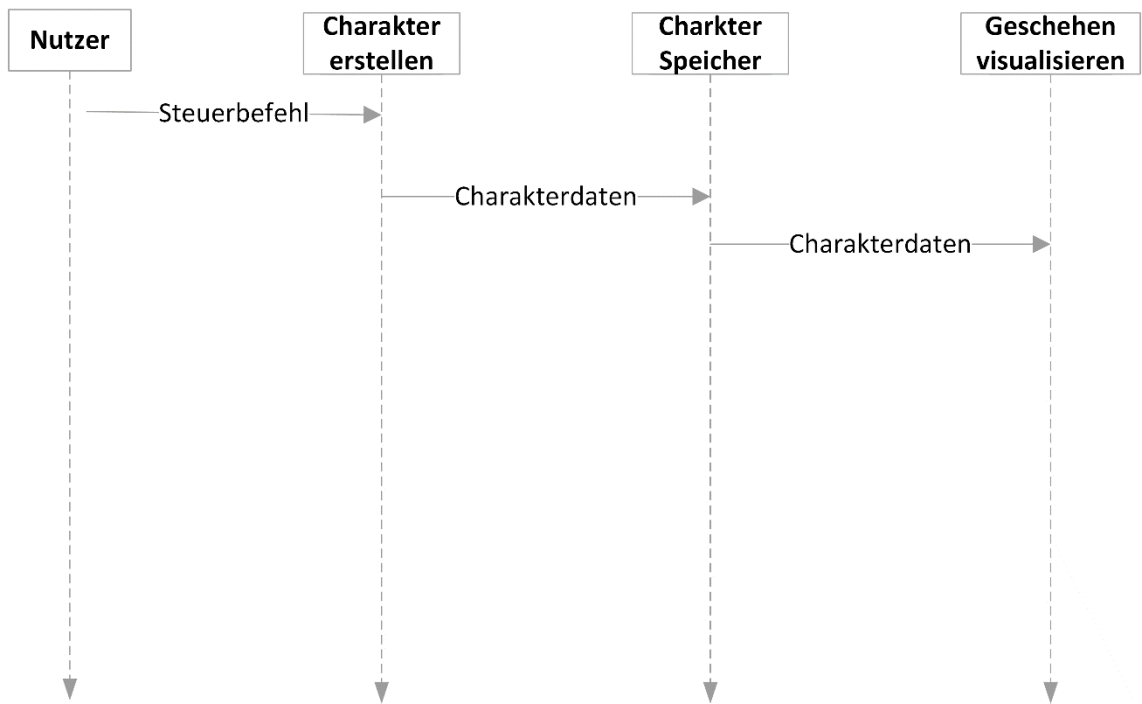 Nutzer
Charakter
erstellen
Charkter
Speicher
Geschehen
visualisieren
Steuerbefehl
Charakterdaten
Charakterdaten